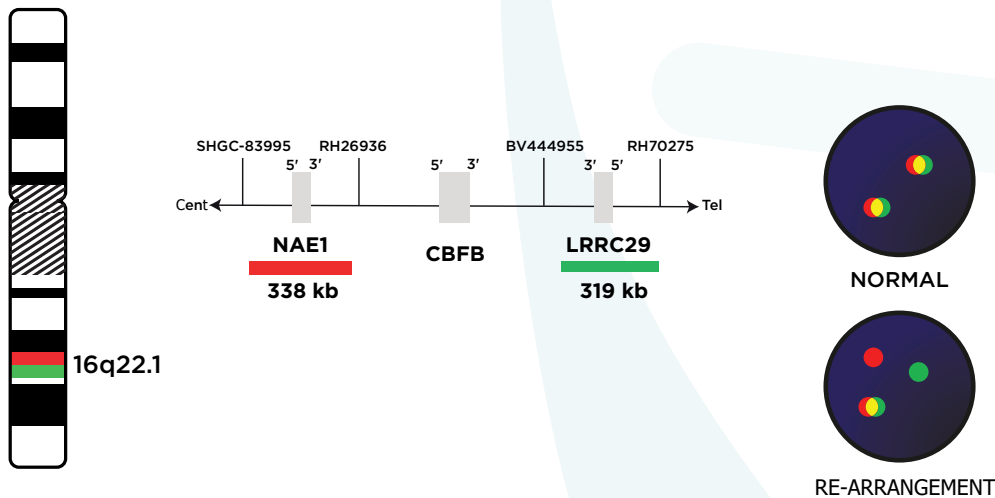 SHGC-83995 RH26936 BV444955 RH70275
5' 3' 5' 3' 3' 5'
Cent Tel
NAE1 CBFB LRRC29
338 kb 319 kb
16q22.1
NORMAL
RE-ARRANGEMENT